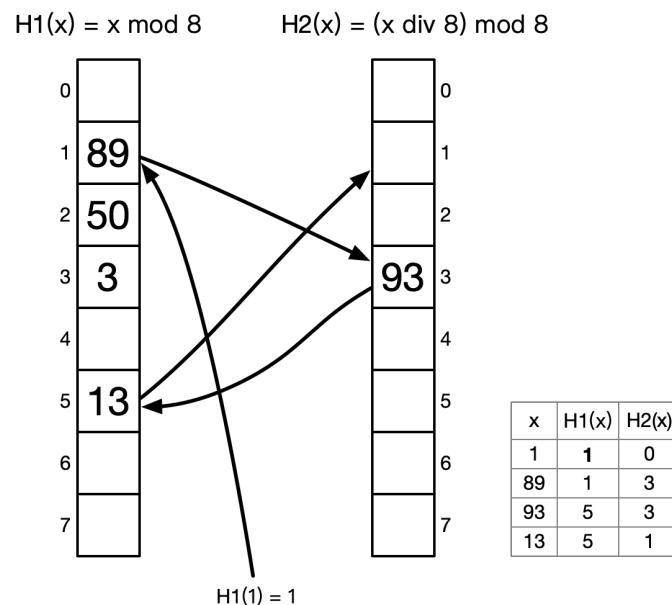 H1(x) = x mod 8 H2(x) = (x div 8) mod 8
0 0
1 89 1
2 50 2
3 3 93 3
4 4
5 13 5
6 6
7 7
x H1(x) H2(x)
1 1 0
89 1 3
93 5 3
13 5 1
H1(1) = 1